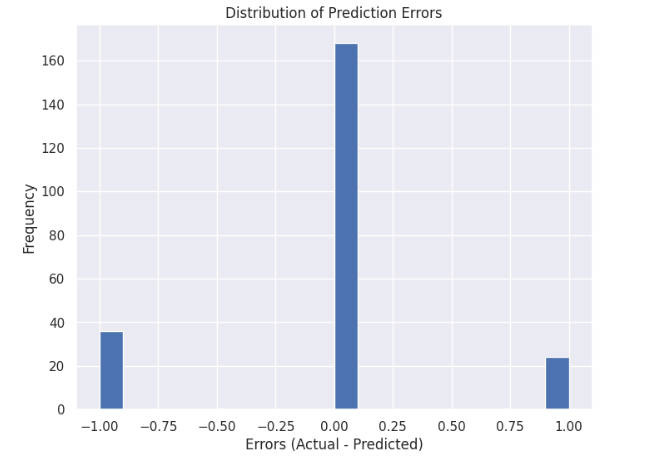 Distribution of Prediction Errors
Frequency
160
140
120
100
80
60
40
20
0
−1.00 −0.75 −0.50 −0.25 0.00 0.25 0.50 0.75 1.00
Errors (Actual - Predicted)